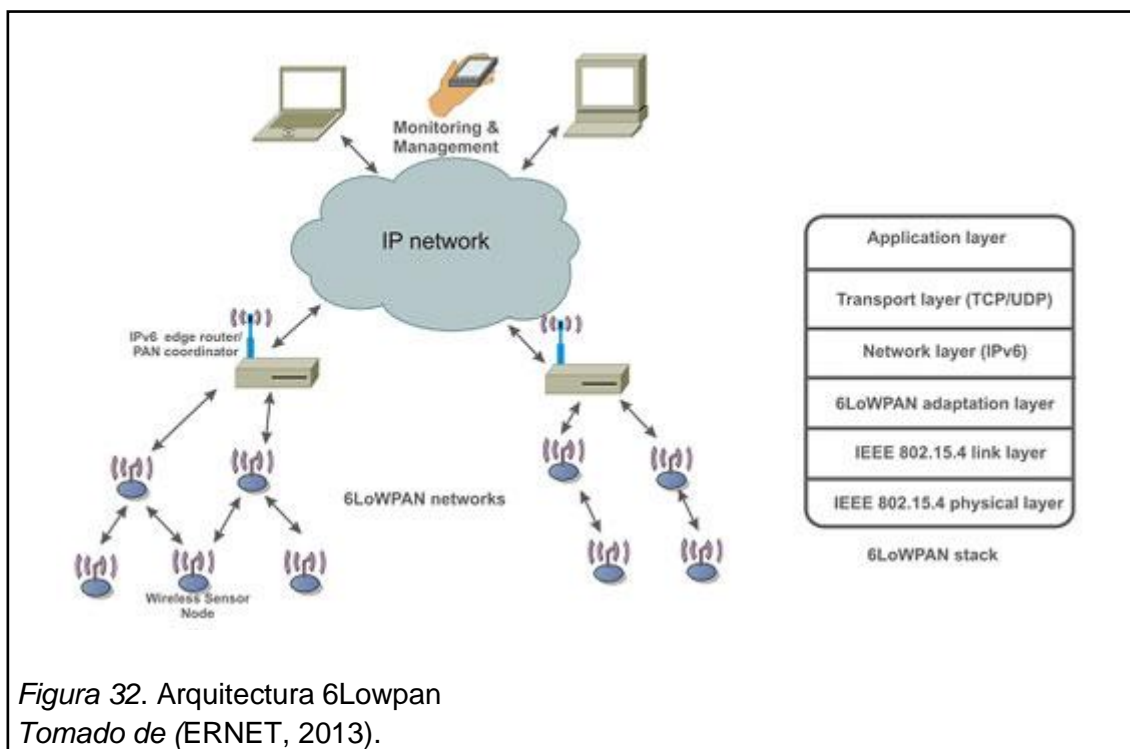 Monitoring &
Management
IP network
IPv6 edge router/
PAN coordinator
6LoWPAN networks
Wireless Sensor
Node
Application layer
Transport layer (TCP/UDP)
Network layer (IPv6)
6LoWPAN adaptation layer
IEEE 802.15.4 link layer
IEEE 802.15.4 physical layer
6LoWPAN stack
Figura 32. Arquitectura 6Lowpan
Tomado de (ERNET, 2013).